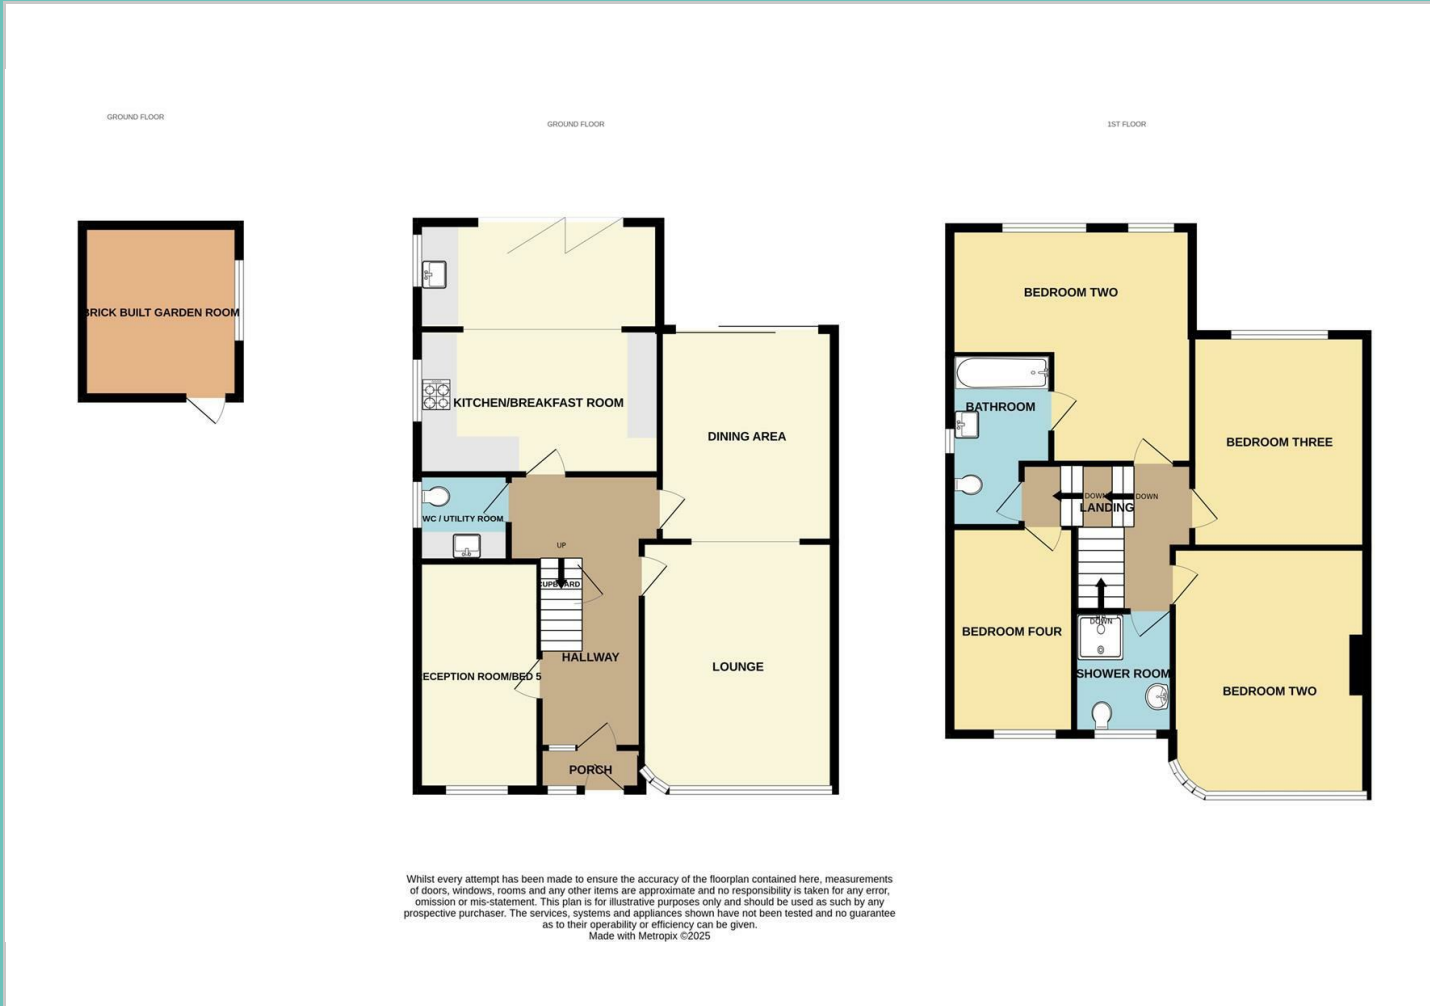 GROUND FLOOR
GROUND FLOOR
1ST FLOOR
BRICK BUILT GARDEN ROOM
KITCHEN/BREAKFAST ROOM
DINING AREA
WC / UTILITY ROOM
UP
CUPBOARD
HALLWAY
RECEPTION ROOM/BED 5
LOUNGE
PORCH
BEDROOM TWO
BATHROOM
BEDROOM THREE
DOWN
DOWN
LANDING
BEDROOM FOUR
DOWN
SHOWER ROOM
BEDROOM TWO
Whilst every attempt has been made to ensure the accuracy of the floorplan contained here, measurements
of doors, windows, rooms and any other items are approximate and no responsibility is taken for any error,
omission or mis-statement. This plan is for illustrative purposes only and should be used as such by any
prospective purchaser. The services, systems and appliances shown have not been tested and no guarantee
as to their operability or efficiency can be given.
Made with Metropix ©2025